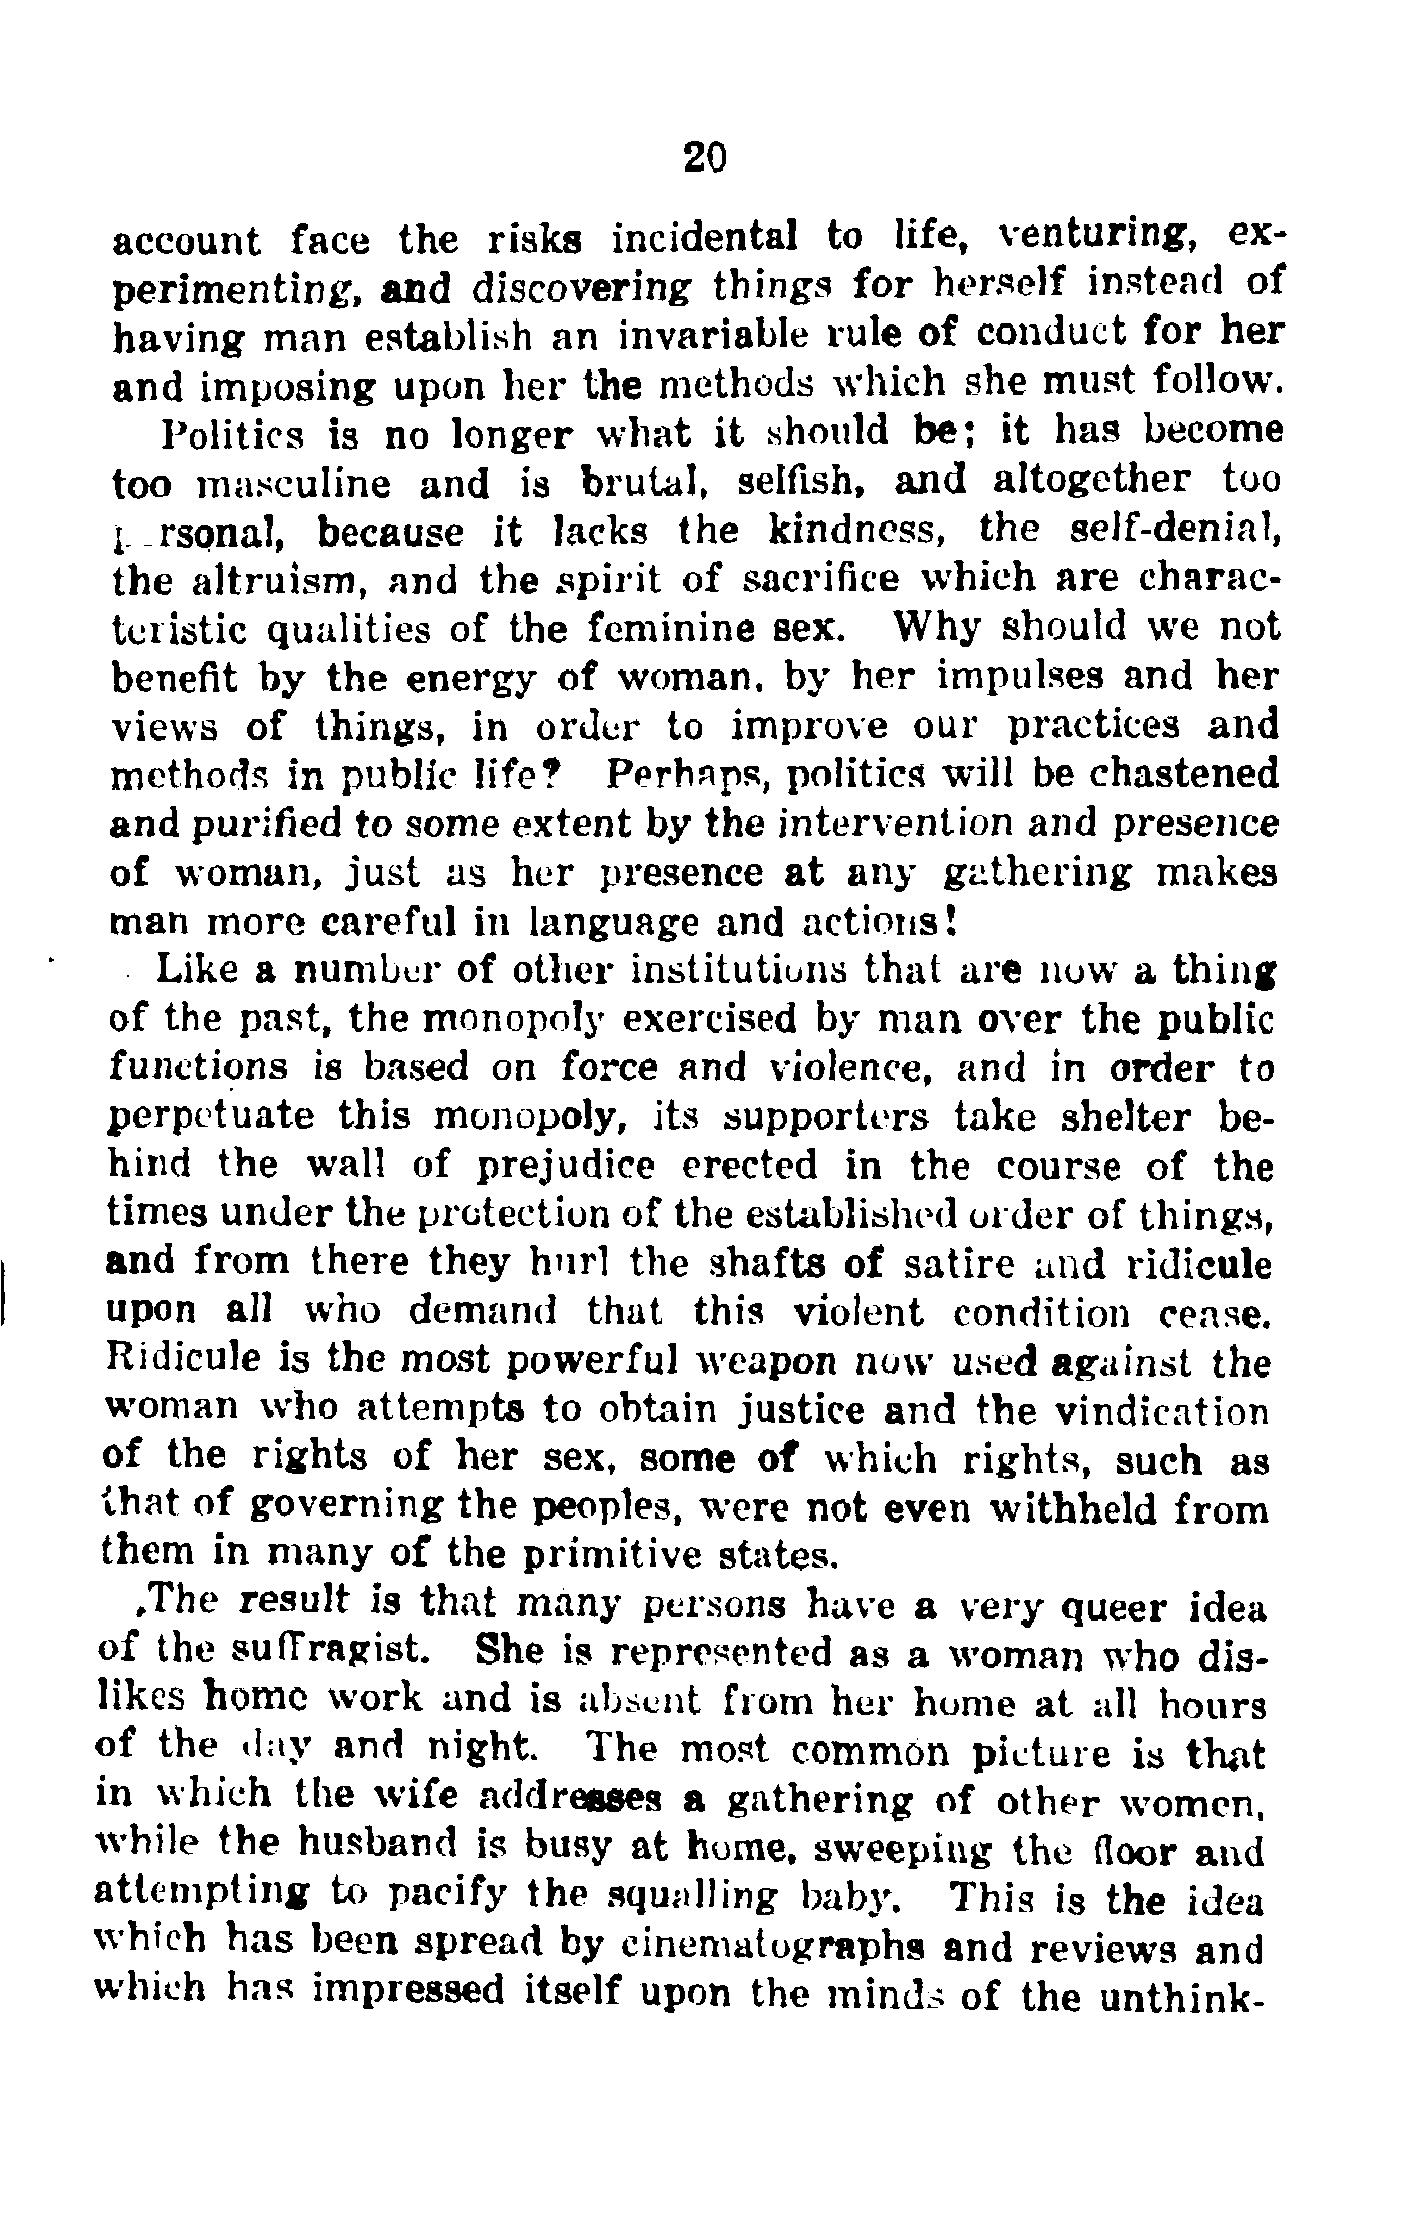 20
account face the risks incidental to life, venturing, ex-
perimenting, and discovering things for herself instead of
having man establish an invariable rule of conduct for her
and imposing upon her the methods which she must follow.
Politics is no longer what it should be; it has become
too masculine and is brutal, selfish, and altogether too
rsonal, because it lacks the kindness, the self-denial,
the altruism, and the spirit of sacrifice which are charac-
teristic qualities of the feminine sex. Why should we not
benefit by the energy of woman, by her impulses and her
views of things, in order to improve our practices and
methods in public life? Perhaps, politics will be chastened
and purified to some extent by the intervention and presence
of woman, just as her presence at any gathering makes
man more careful in language and actions!
Like a number of other institutions that are now a thing
of the past, the monopoly exercised by man over the public
functions is based on force and violence, and in order to
perpetuate this monopoly, its supporters take shelter be-
hind the wall of prejudice erected in the course of the
times under the protection of the established order of things,
and from there they hurl the shafts of satire and ridicule
upon all who demand that this violent condition cease.
Ridicule is the most powerful weapon now used against the
woman who attempts to obtain justice and the vindication
of the rights of her sex, some of which rights, such as
that of governing the peoples, were not even withheld from
them in many of the primitive states.
The result is that many persons have a very queer idea
of the suffragist. She is represented as a woman who dis-
likes home work and is absent from her home at all hours
of the day and night. The most common picture is that
in which the wife addresses a gathering of other women,
while the husband is busy at home, sweeping the floor and
attempting to pacify the squalling baby. This is the idea
which has been spread by cinematographs and reviews and
which has impressed itself upon the minds of the unthink-